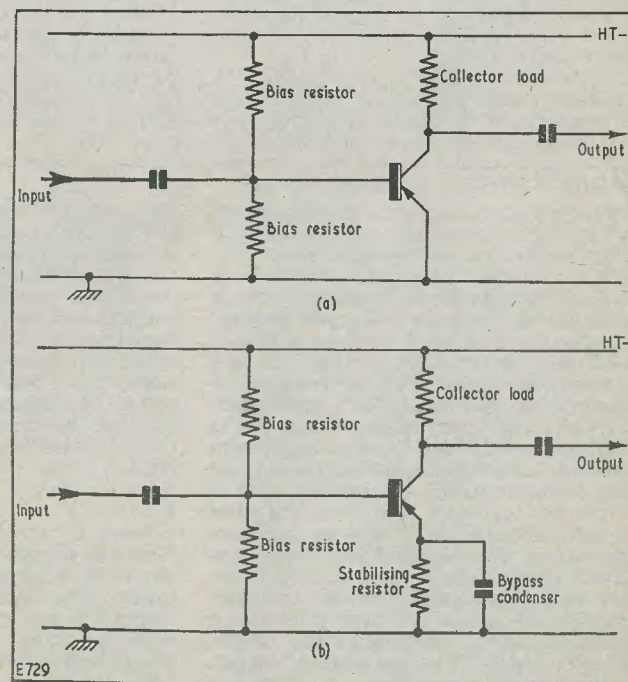 HT-
Bias resistor
Collector load
Input
Output
Bias resistor
(a)
HT-
Bias resistor
Collector load
Input
Output
Bias resistor
Stabilising
resistor
Bypass
condenser
(b)
E729